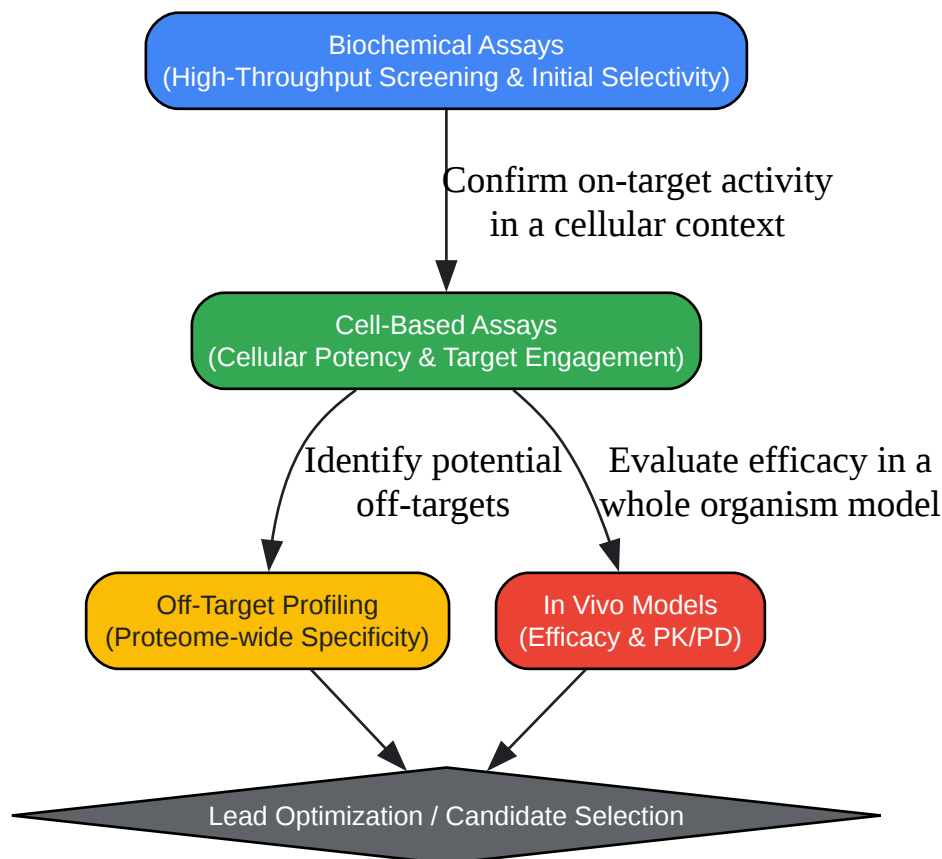 Biochemical Assays
(High-Throughput Screening & Initial Selectivity)
Confirm on-target activity
in a cellular context
Cell-Based Assays
(Cellular Potency & Target Engagement)
Identify potential
off-targets
Evaluate efficacy in a
whole organism model
Off-Target Profiling
(Proteome-wide Specificity)
In Vivo Models
(Efficacy & PK/PD)
Lead Optimization / Candidate Selection